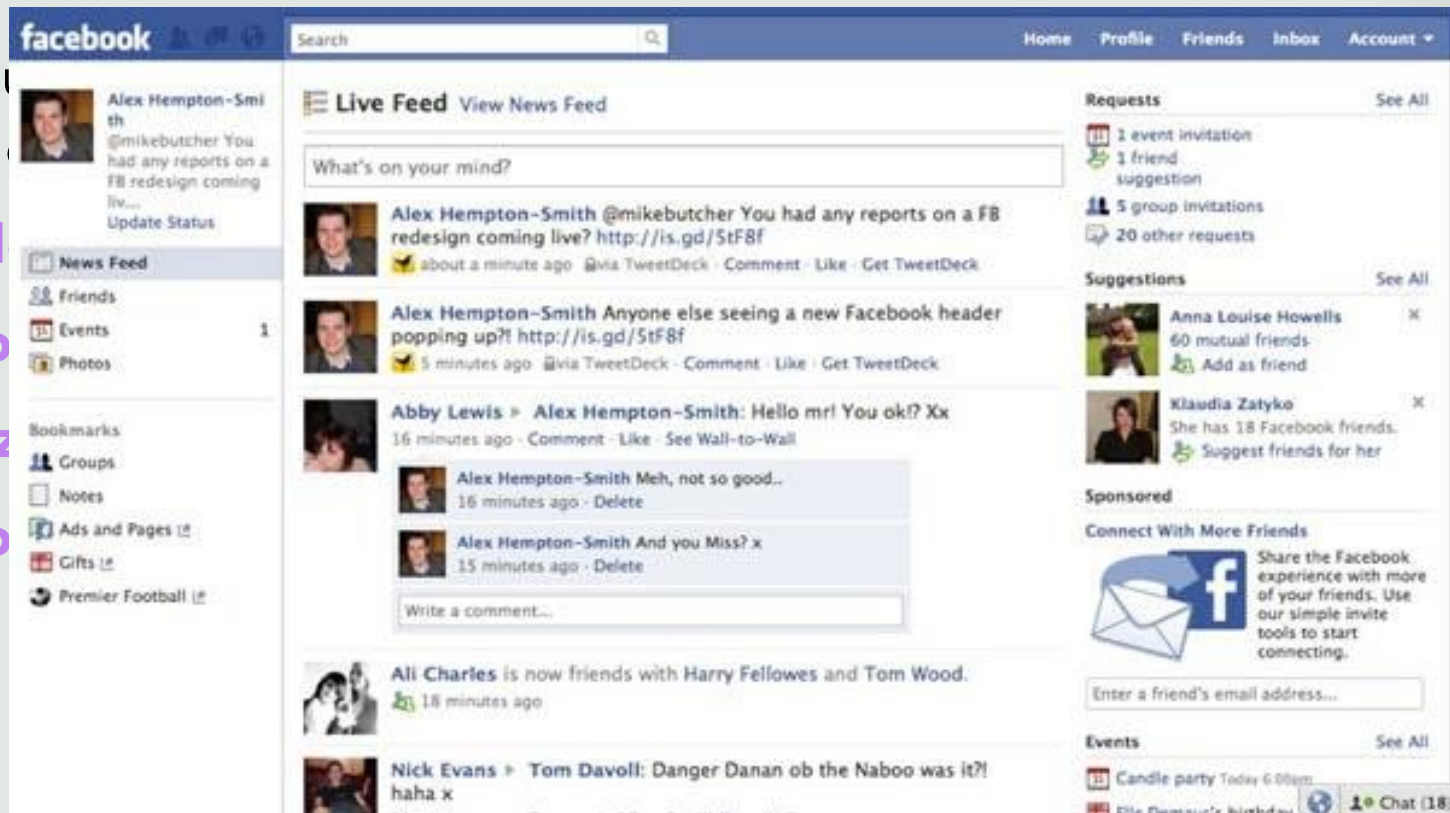 facebook
Search
Home Profile Friends Inbox Account
Alex Hempton-Smi
th
@mikebutcher You
had any reports on a
FB redesign coming
liv...
Update Status
News Feed
Friends
Events 1
Photos
Bookmarks
Groups
Notes
Ads and Pages
Gifts
Premier Football
Live Feed View News Feed
What's on your mind?
Alex Hempton-Smith @mikebutcher You had any reports on a FB
redesign coming live? http://is.gd/5tF8f
about a minute ago via TweetDeck · Comment · Like · Get TweetDeck
Alex Hempton-Smith Anyone else seeing a new Facebook header
popping up?! http://is.gd/5tF8f
5 minutes ago via TweetDeck · Comment · Like · Get TweetDeck
Abby Lewis ▸ Alex Hempton-Smith: Hello mr! You ok!? Xx
16 minutes ago · Comment · Like · See Wall-to-Wall
Alex Hempton-Smith Meh, not so good..
16 minutes ago · Delete
Alex Hempton-Smith And you Miss? x
15 minutes ago · Delete
Write a comment...
Ali Charles is now friends with Harry Fellowes and Tom Wood.
18 minutes ago
Nick Evans ▸ Tom Davoll: Danger Danan ob the Naboo was it?!
haha x
Requests See All
1 event invitation
1 friend
suggestion
5 group invitations
20 other requests
Suggestions See All
Anna Louise Howells
60 mutual friends
Add as friend
Klaudia Zatyko
She has 18 Facebook friends.
Suggest friends for her
Sponsored
Connect With More Friends
Share the Facebook
experience with more
of your friends. Use
our simple invite
tools to start
connecting.
Enter a friend's email address...
Events See All
Candle party Today 6:00pm
birthday
Chat (18)